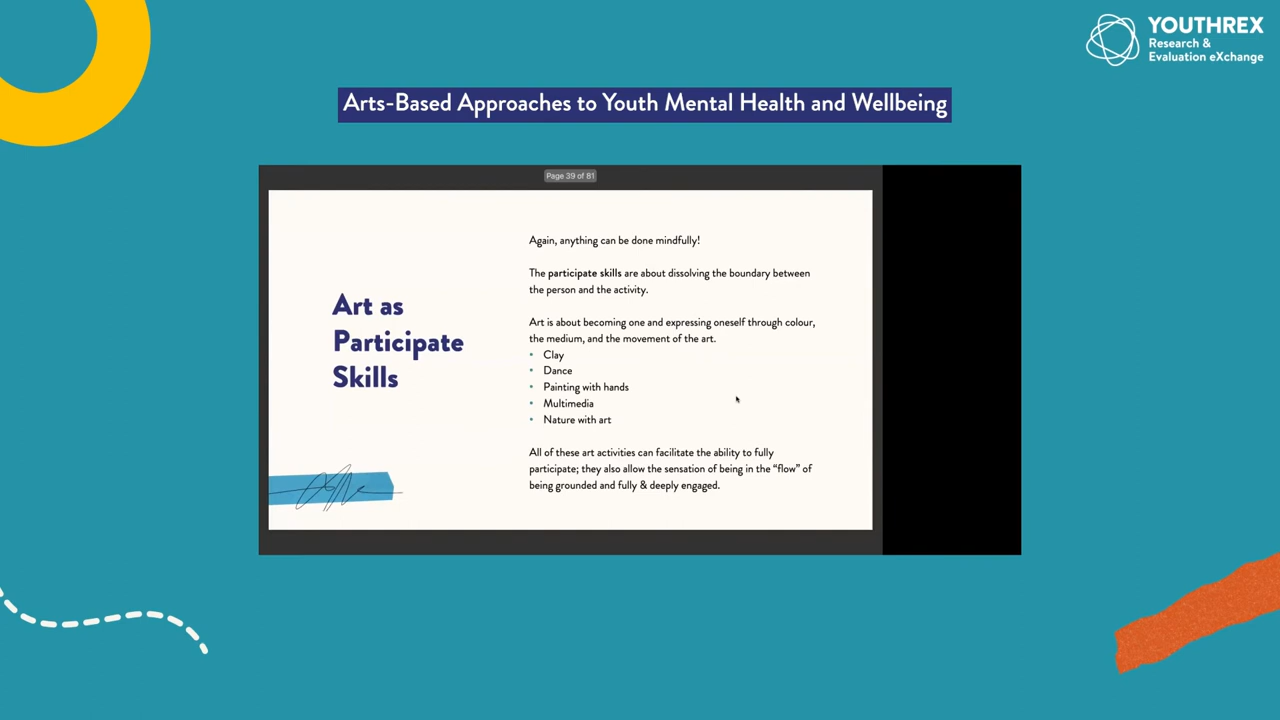 YOUTHREX
Research &
Evaluation eXchange
Arts-Based Approaches to Youth Mental Health and Wellbeing
Page 39 of 81
Art as
Participate
Skills
Again, anything can be done mindfully!
The participate skills are about dissolving the boundary between
the person and the activity.
Art is about becoming one and expressing oneself through colour,
the medium, and the movement of the art.
• Clay
• Dance
• Painting with hands
• Multimedia
• Nature with art
All of these art activities can facilitate the ability to fully
participate; they also allow the sensation of being in the “flow” of
being grounded and fully & deeply engaged.